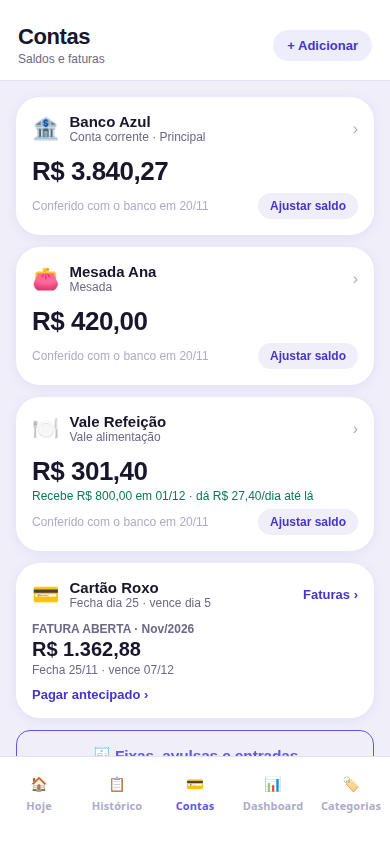 Contas
Saldos e faturas
+ Adicionar
Banco Azul
Conta corrente · Principal
›
R$ 3.840,27
Conferido com o banco em 20/11
Ajustar saldo
Mesada Ana
Mesada
›
R$ 420,00
Conferido com o banco em 20/11
Ajustar saldo
Vale Refeição
Vale alimentação
›
R$ 301,40
Recebe R$ 800,00 em 01/12 · dá R$ 27,40/dia até lá
Conferido com o banco em 20/11
Ajustar saldo
Cartão Roxo
Fecha dia 25 · vence dia 5
Faturas ›
FATURA ABERTA · Nov/2026
R$ 1.362,88
Fecha 25/11 · vence 07/12
Pagar antecipado ›
Fixas, avulsas e entradas
Hoje
Histórico
Contas
Dashboard
Categorias